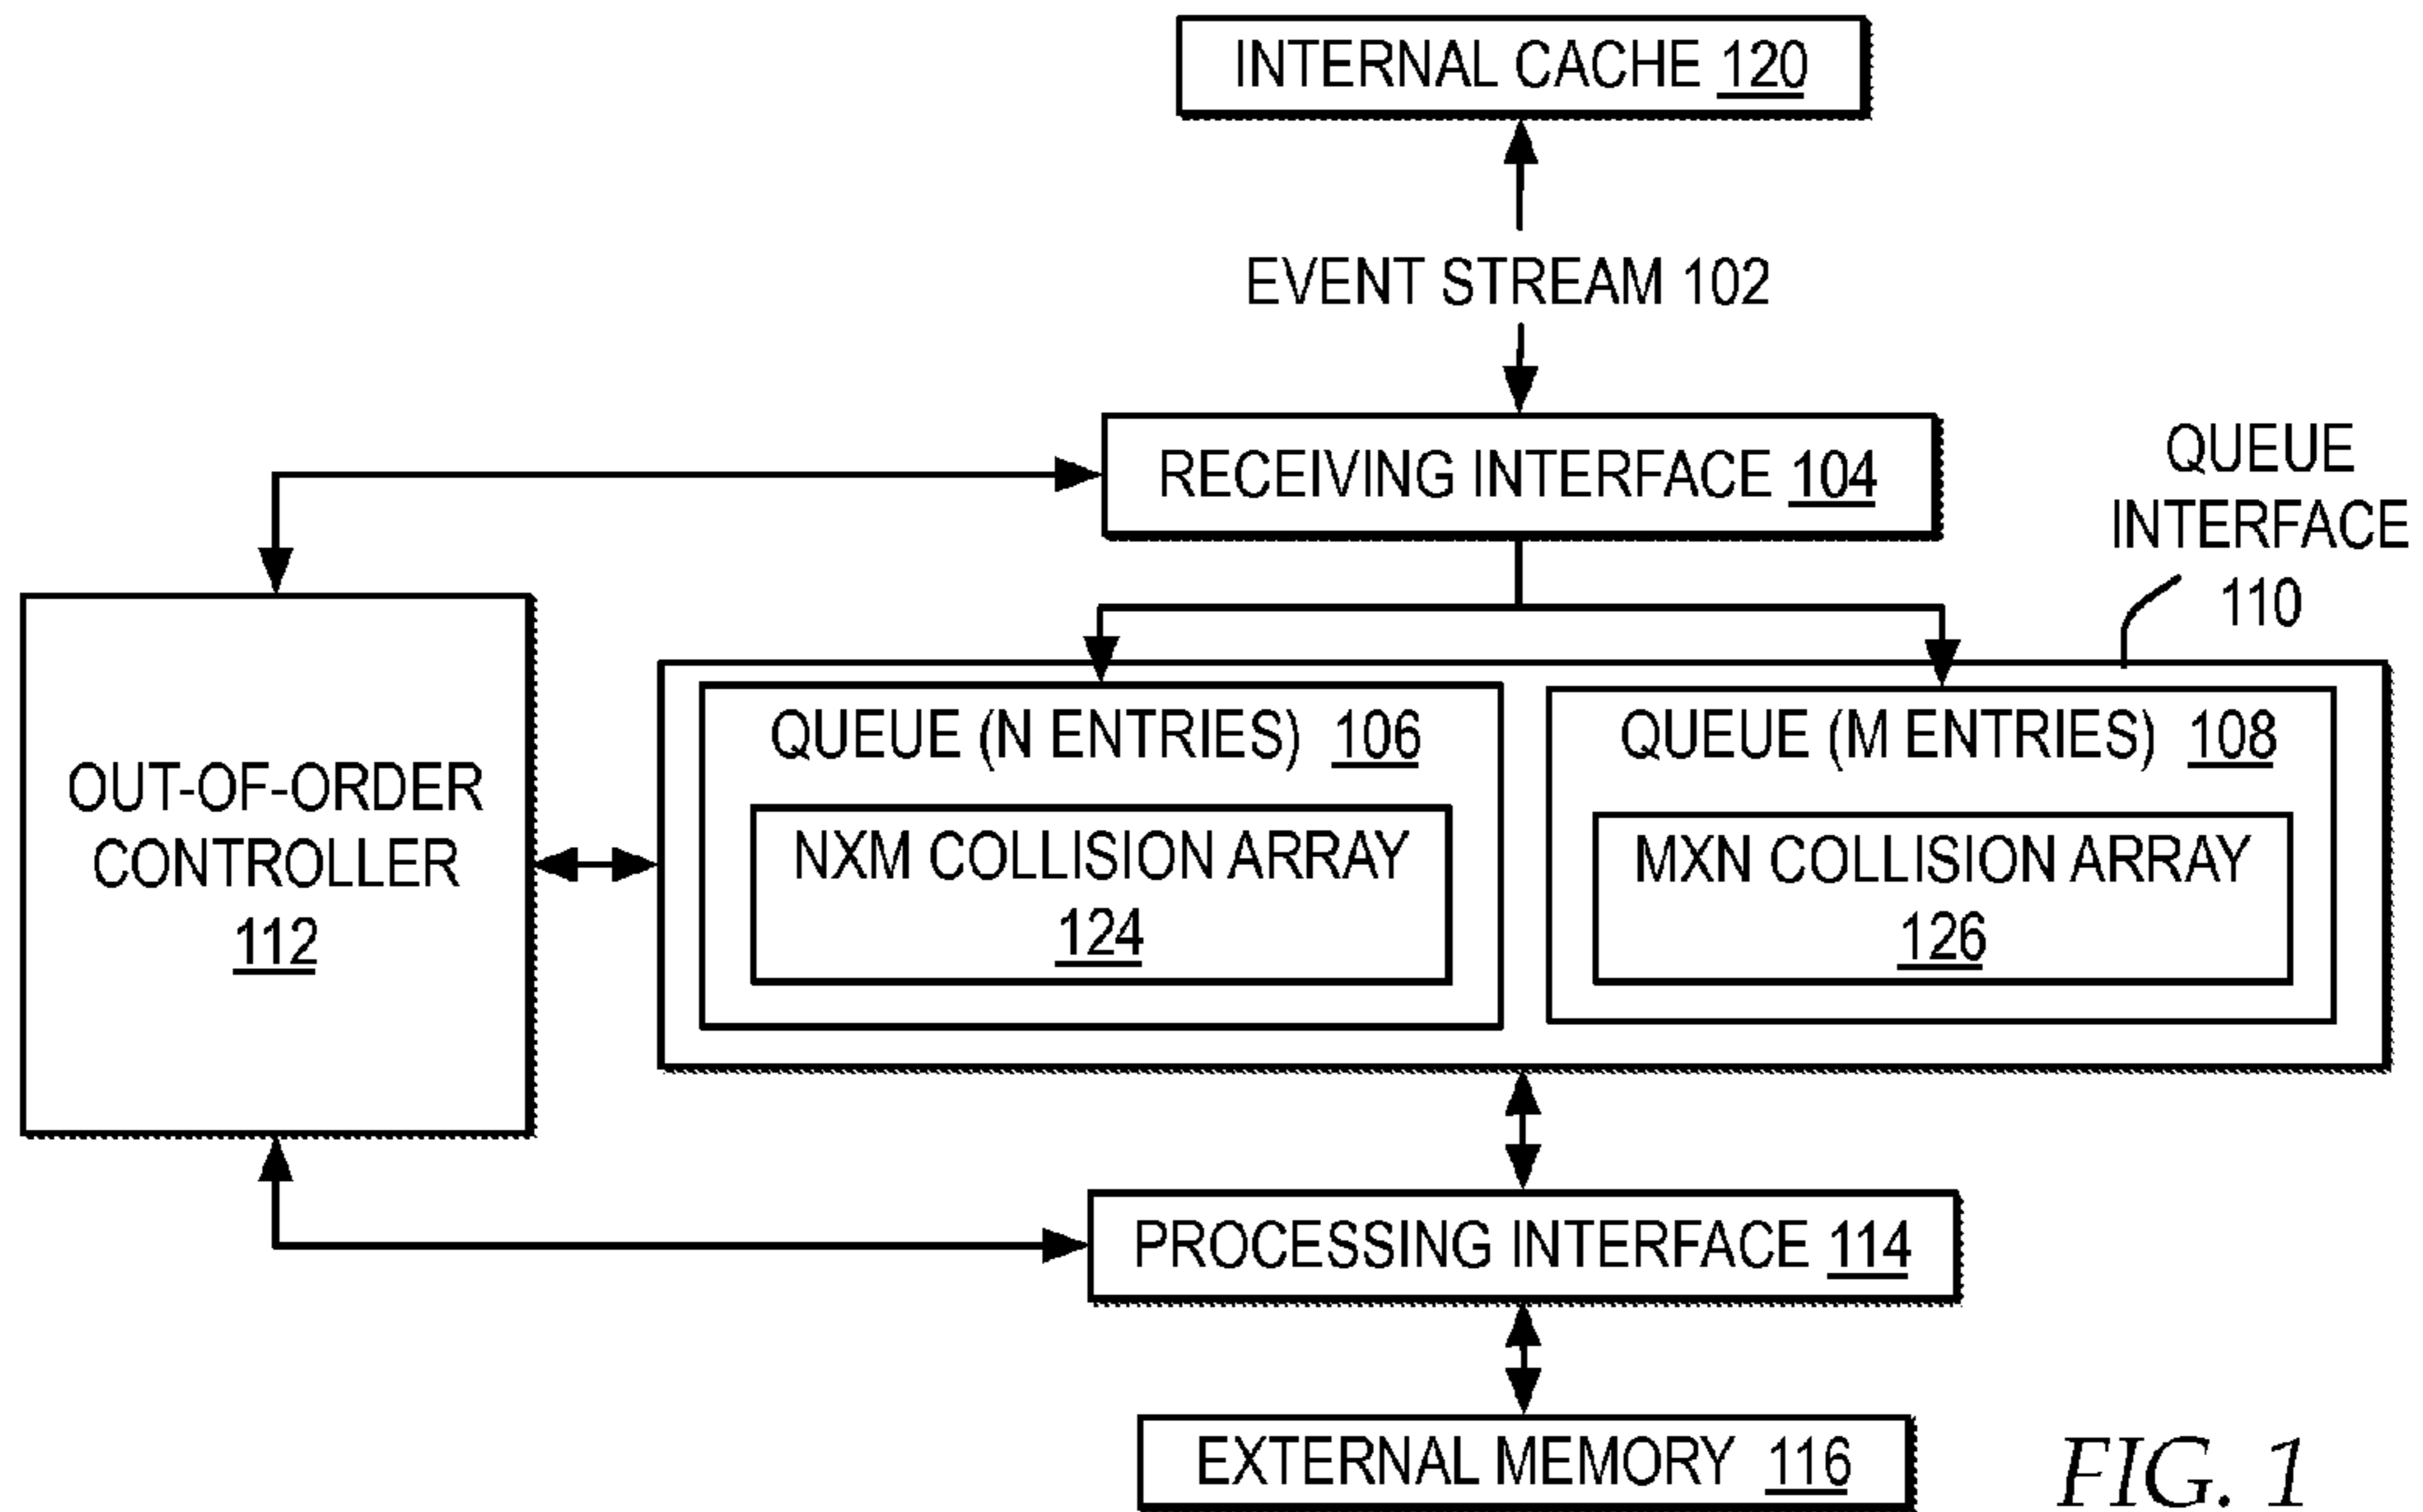 INTERNAL CACHE 120
EVENT STREAM 102
RECEIVING INTERFACE 104
QUEUE
INTERFACE
110
OUT-OF-ORDER
CONTROLLER
112
QUEUE (N ENTRIES) 106
NXM COLLISION ARRAY
124
QUEUE (M ENTRIES) 108
MXN COLLISION ARRAY
126
PROCESSING INTERFACE 114
EXTERNAL MEMORY 116
FIG. 1